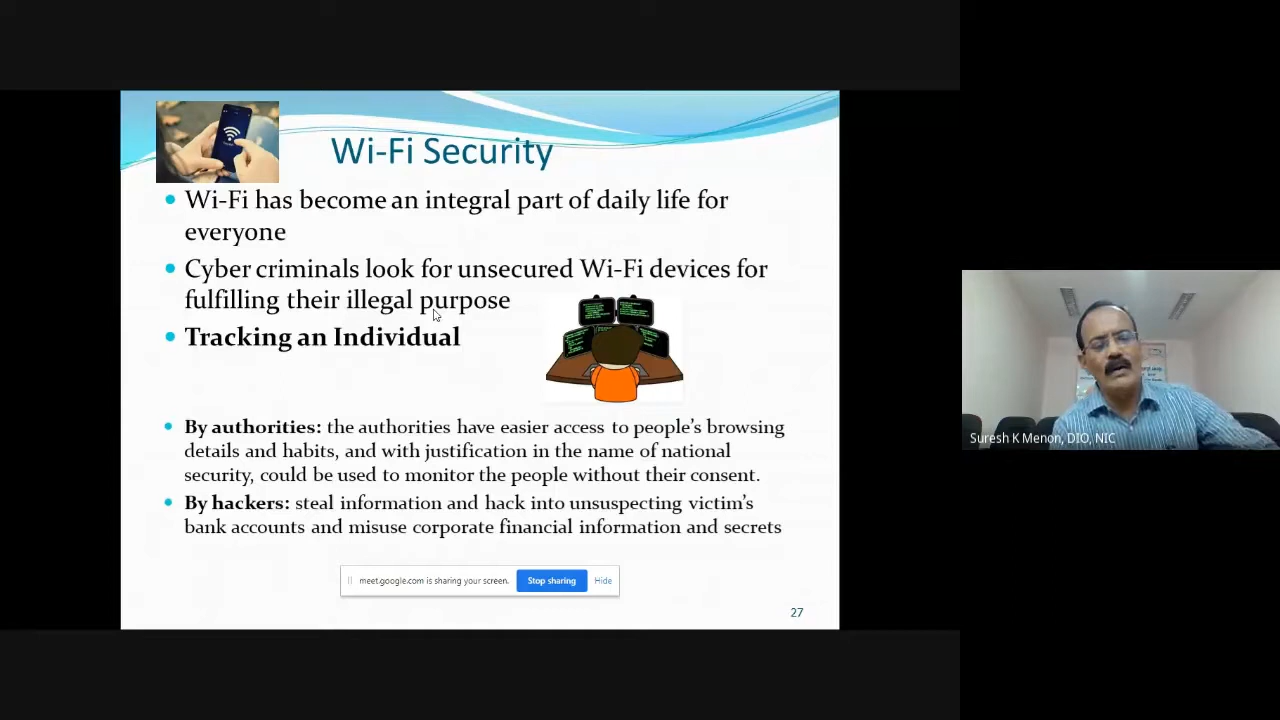 Wi-Fi Security
Wi-Fi has become an integral part of daily life for
everyone
Cyber criminals look for unsecured Wi-Fi devices for
fulfilling their illegal purpose
Tracking an Individual
By authorities: the authorities have easier access to people’s browsing
details and habits, and with justification in the name of national
security, could be used to monitor the people without their consent.
By hackers: steal information and hack into unsuspecting victim’s
bank accounts and misuse corporate financial information and secrets
meet.google.com is sharing your screen. Stop sharing Hide
27
Suresh K Menon, DIO, NIC